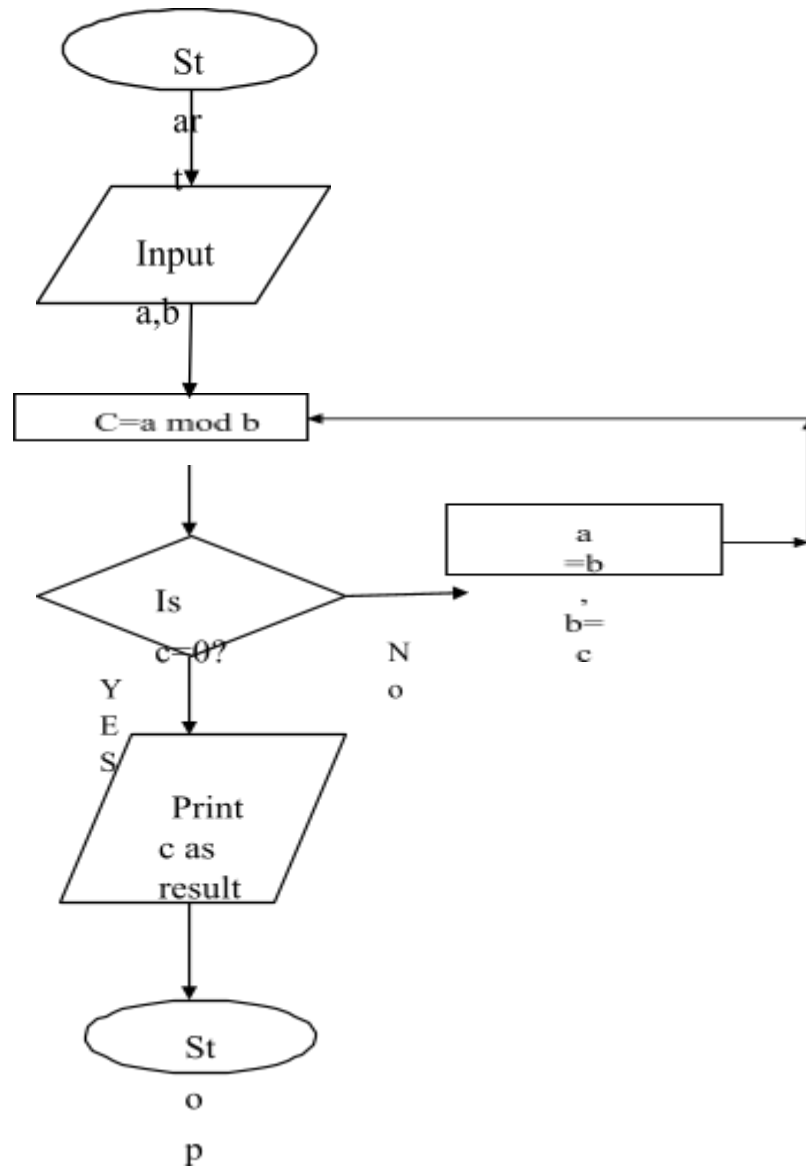 St
ar
t
Input
a,b
C=a mod b
a
=b
,
b=
c
Is
c=0?
N
o
Y
E
S
Print
c as
result
St
o
p